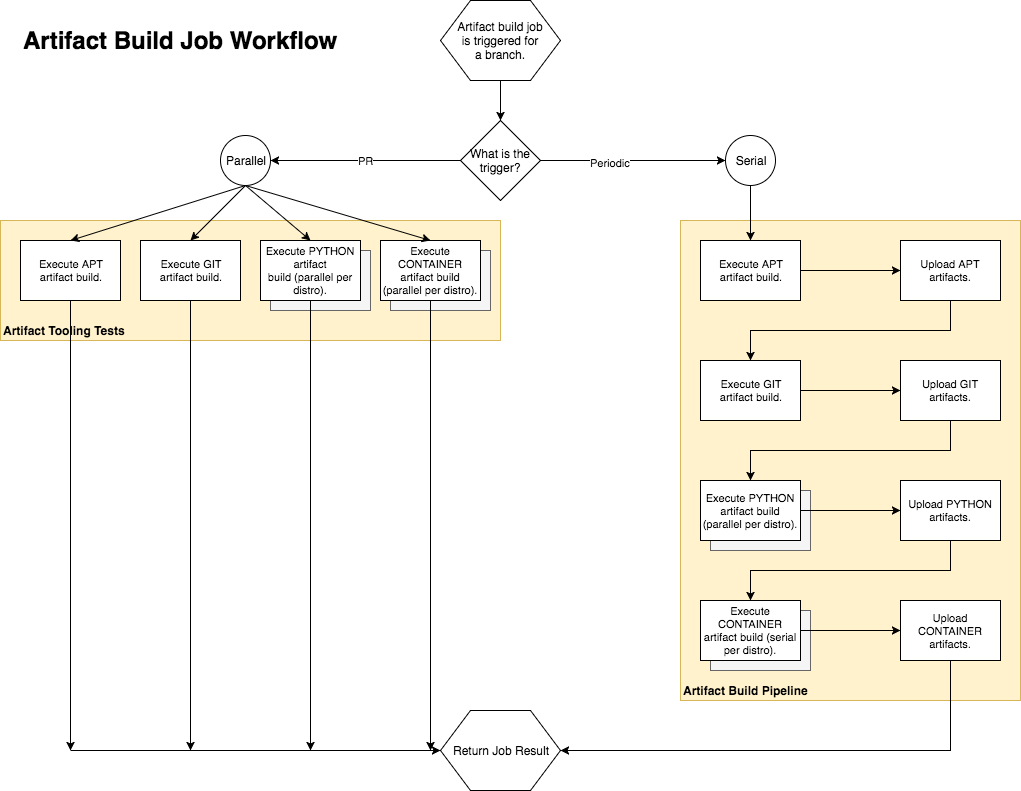 Artifact Build Job Workflow
Artifact build job
is triggered for
a branch.
What is the
trigger?
Parallel
PR
Periodic
Serial
Execute APT
artifact build.
Execute GIT
artifact build.
Execute PYTHON
artifact
build (parallel per
distro).
Execute
CONTAINER
artifact build
(parallel per distro).
Artifact Tooling Tests
Execute APT
artifact build.
Upload APT
artifacts.
Execute GIT
artifact build.
Upload GIT
artifacts.
Execute PYTHON
artifact build
(parallel per distro).
Upload PYTHON
artifacts.
Execute
CONTAINER
artifact build (serial
per distro).
Upload
CONTAINER
artifacts.
Artifact Build Pipeline
Return Job Result